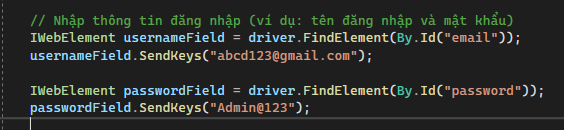 // Nhập thông tin đăng nhập (ví dụ: tên đăng nhập và mật khẩu)
IWebElement usernameField = driver.FindElement(By.Id("email"));
usernameField.SendKeys("abcd123@gmail.com");
IWebElement passwordField = driver.FindElement(By.Id("password"));
passwordField.SendKeys("Admin@123");